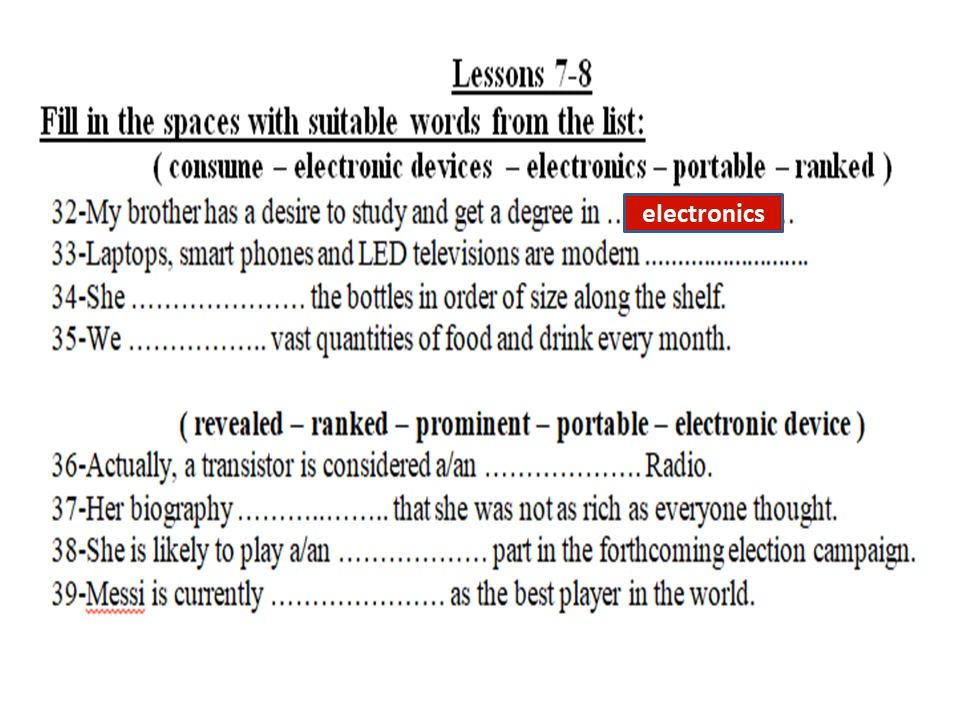 Lessons 7-8
Fill in the spaces with suitable words from the list:
( consume – electronic devices – electronics – portable – ranked )
32-My brother has a desire to study and get a degree in .. electronics .
33-Laptops, smart phones and LED televisions are modern ..........................
34-She ………………… the bottles in order of size along the shelf.
35-We …………….. vast quantities of food and drink every month.
( revealed – ranked – prominent – portable – electronic device )
36-Actually, a transistor is considered a/an ………………. Radio.
37-Her biography ………..…….. that she was not as rich as everyone thought.
38-She is likely to play a/an ……………… part in the forthcoming election campaign.
39-Messi is currently ………………… as the best player in the world.